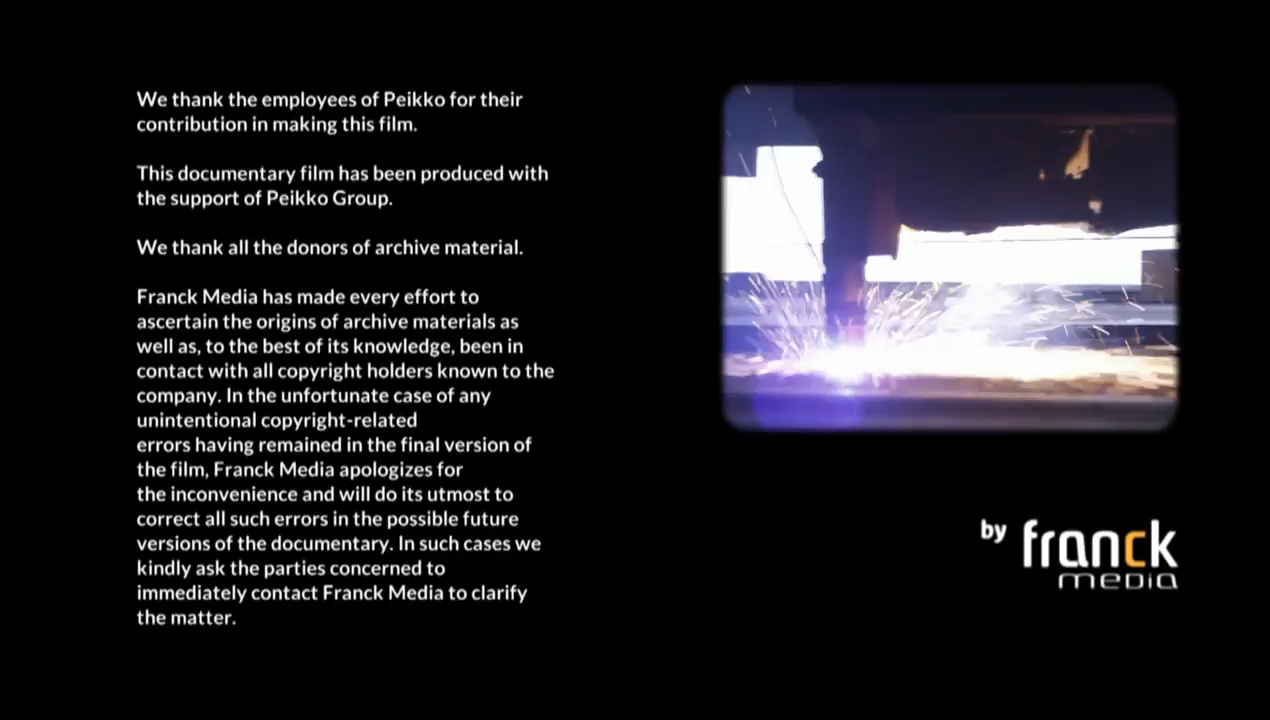 We thank the employees of Peikko for their
contribution in making this film.
This documentary film has been produced with
the support of Peikko Group.
We thank all the donors of archive material.
Franck Media has made every effort to
ascertain the origins of archive materials as
well as, to the best of its knowledge, been in
contact with all copyright holders known to the
company. In the unfortunate case of any
unintentional copyright-related
errors having remained in the final version of
the film, Franck Media apologizes for
the inconvenience and will do its utmost to
correct all such errors in the possible future
versions of the documentary. In such cases we
kindly ask the parties concerned to
immediately contact Franck Media to clarify
the matter.
by franck
media